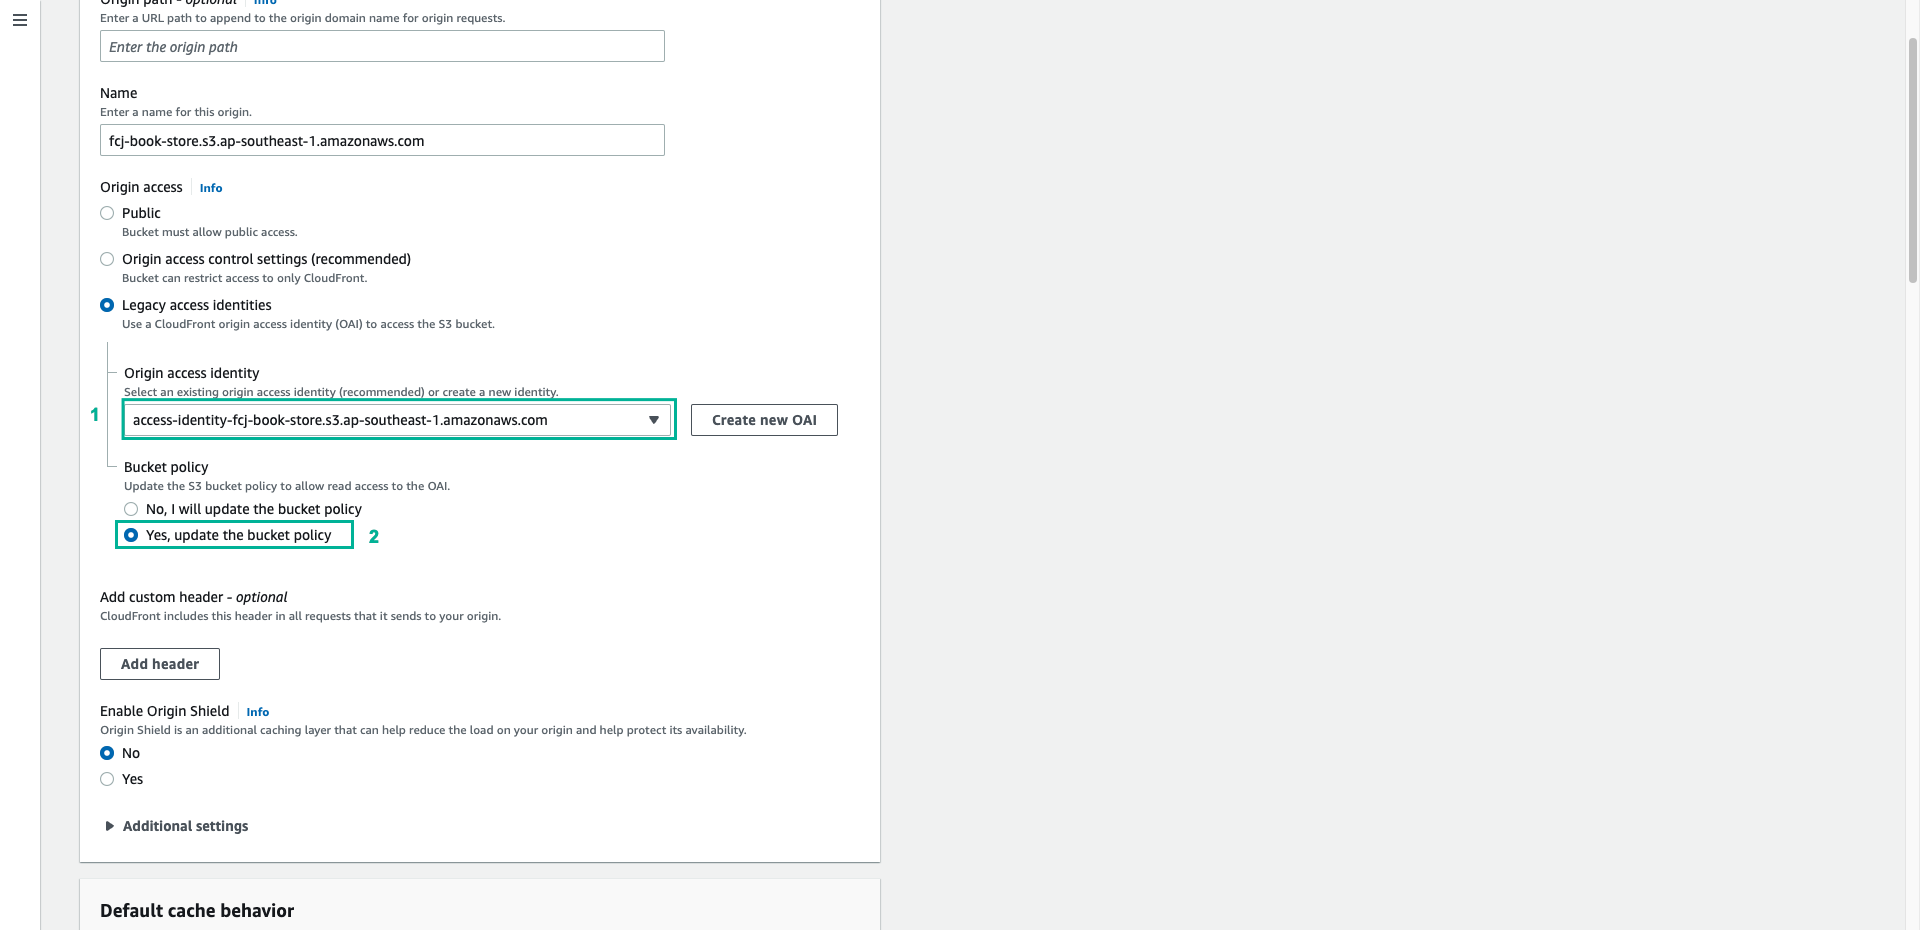 Origin path - optional Info
Enter a URL path to append to the origin domain name for origin requests.
Enter the origin path
Name
Enter a name for this origin.
fcj-book-store.s3.ap-southeast-1.amazonaws.com
Origin access Info
Public
Bucket must allow public access.
Origin access control settings (recommended)
Bucket can restrict access to only CloudFront.
Legacy access identities
Use a CloudFront origin access identity (OAI) to access the S3 bucket.
Origin access identity
Select an existing origin access identity (recommended) or create a new identity.
1 access-identity-fcj-book-store.s3.ap-southeast-1.amazonaws.com Create new OAI
Bucket policy
Update the S3 bucket policy to allow read access to the OAI.
No, I will update the bucket policy
Yes, update the bucket policy 2
Add custom header - optional
CloudFront includes this header in all requests that it sends to your origin.
Add header
Enable Origin Shield Info
Origin Shield is an additional caching layer that can help reduce the load on your origin and help protect its availability.
No
Yes
Additional settings
Default cache behavior